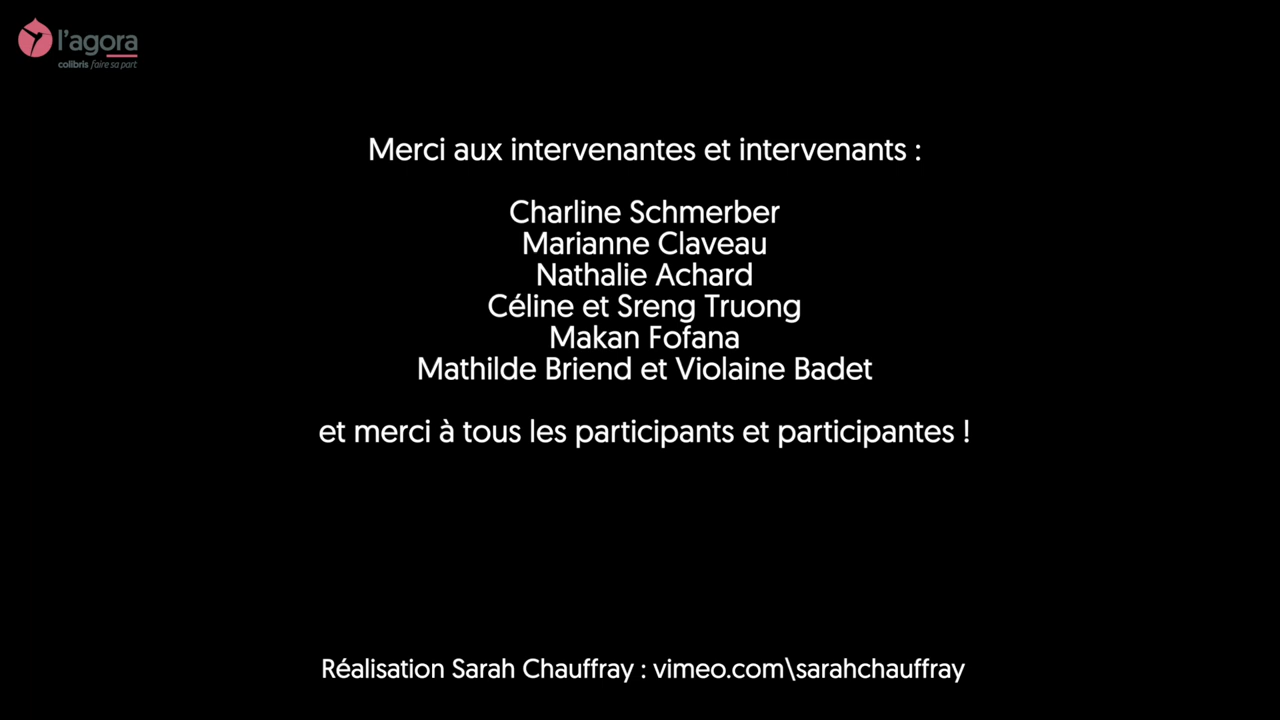 l'agora
colibris faire sa part
Merci aux intervenantes et intervenants :
Charline Schmerber
Marianne Claveau
Nathalie Achard
Céline et Sreng Truong
Makan Fofana
Mathilde Briend et Violaine Badet
et merci à tous les participants et participantes !
Réalisation Sarah Chauffray : vimeo.com\sarahchauffray